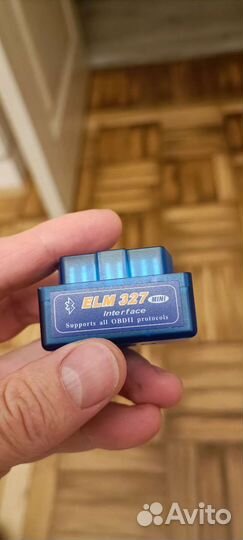 ELM 327 MINI
Interface
Supports all OBDII protocols
Avito